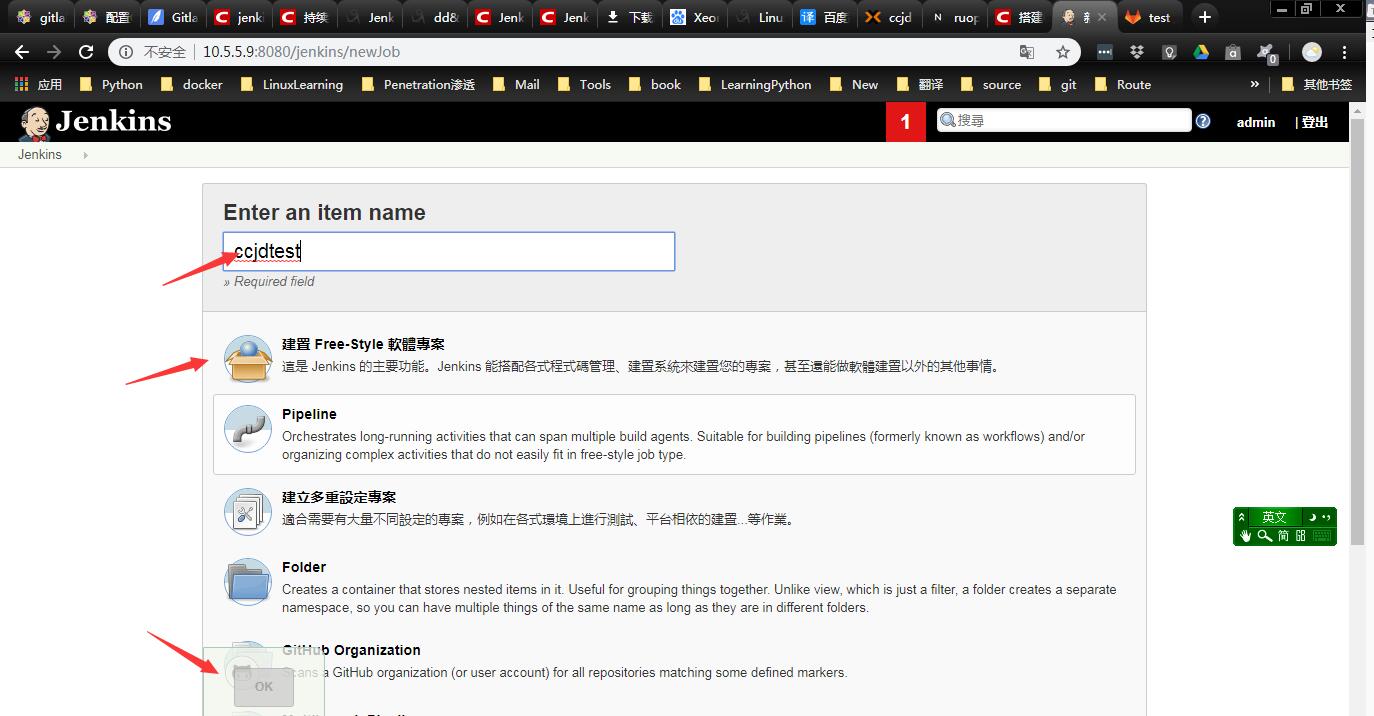 gitla
配置
Gitla
jenki
持续
Jenk
dd&
Jenk
Jenk
下载
Xeo
Linu
百度
ccjd
ruop
搭建
test
不安全
10.5.5.9:8080/jenkins/newJob
应用
Python
docker
LinuxLearning
Penetration渗透
Mail
Tools
book
LearningPython
New
翻译
source
git
Route
»
其他书签
Jenkins
1
搜尋
admin
| 登出
Jenkins
Enter an item name
ccjdtest
» Required field
建置 Free-Style 軟體專案
這是 Jenkins 的主要功能。Jenkins 能搭配各式程式碼管理、建置系統來建置您的專案，甚至還能做軟體建置以外的其他事情。
Pipeline
Orchestrates long-running activities that can span multiple build agents. Suitable for building pipelines (formerly known as workflows) and/or
organizing complex activities that do not easily fit in free-style job type.
建立多重設定專案
適合需要有大量不同設定的專案，例如在各式環境上進行測試、平台相依的建置...等作業。
英文
简
Folder
Creates a container that stores nested items in it. Useful for grouping things together. Unlike view, which is just a filter, a folder creates a separate
namespace, so you can have multiple things of the same name as long as they are in different folders.
GitHub Organization
Scans a GitHub organization (or user account) for all repositories matching some defined markers.
OK